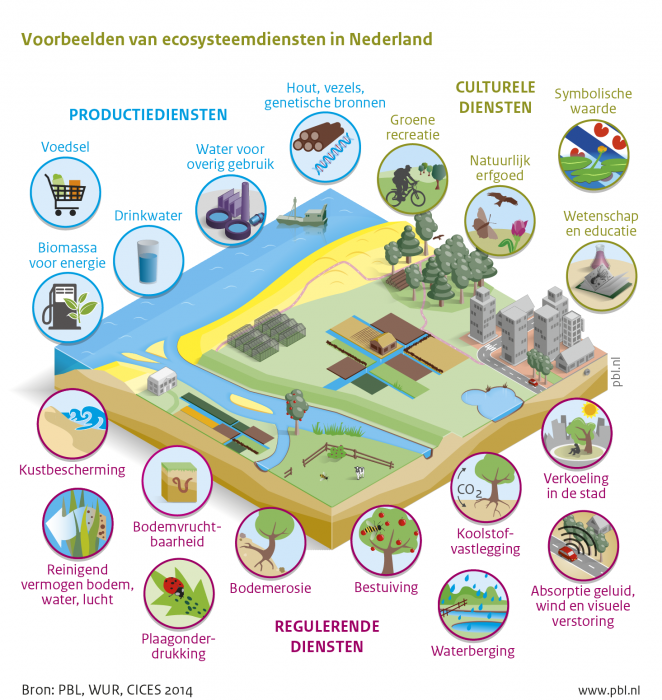 Voorbeelden van ecosysteemdiensten in Nederland
PRODUCTIEDIENSTEN
Hout, vezels,
genetische bronnen
CULTURELE
DIENSTEN
Symbolische
waarde
Voedsel
Water voor
overig gebruik
Groene
recreatie
Natuurlijk
erfgoed
Drinkwater
Wetenschap
en educatie
Biomassa
voor energie
pbl.nl
Kustbescherming
Bodemvrucht-
baarheid
CO2
Koolstof-
vastlegging
Verkoeling
in de stad
Reinigend
vermogen bodem,
water, lucht
Bodemerosie
Bestuiving
Absorptie geluid,
wind en visuele
verstoring
Plaagonder-
drukking
REGULERENDE
DIENSTEN
Waterberging
Bron: PBL, WUR, CICES 2014
www.pbl.nl